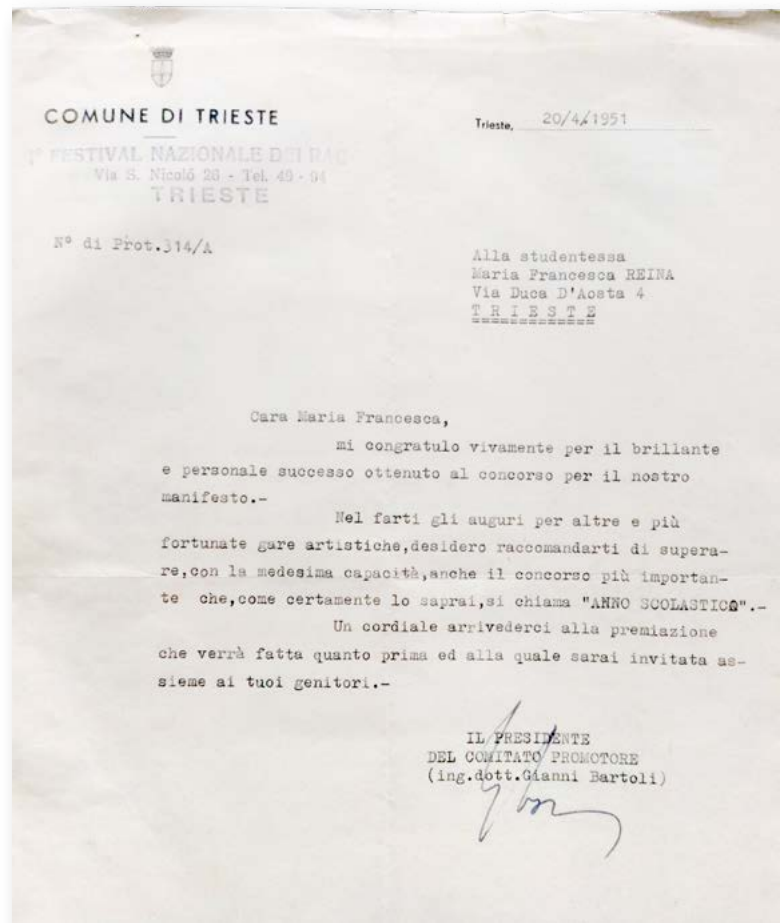 COMUNE DI TRIESTE
Trieste, 20/4/1951
1° FESTIVAL NAZIONALE DEI RAG
Via S. Nicolò 26 - Tel. 49-94
TRIESTE
N° di Prot.314/A
Alla studentessa
Maria Francesca REINA
Via Duca D'Aosta 4
T R I E S T E
Cara Maria Francesca,
mi congratulo vivamente per il brillante
e personale successo ottenuto al concorso per il nostro
manifesto.-
Nel farti gli auguri per altre e più
fortunate gare artistiche,desidero raccomandarti di supera-
re,con la medesima capacità,anche il concorso più importan-
te che,come certamente lo saprai,si chiama "ANNO SCOLASTICO".-
Un cordiale arrivederci alla premiazione
che verrà fatta quanto prima ed alla quale sarai invitata as-
sieme ai tuoi genitori.-
IL PRESIDENTE
DEL COMITATO PROMOTORE
(ing.dott.Gianni Bartoli)